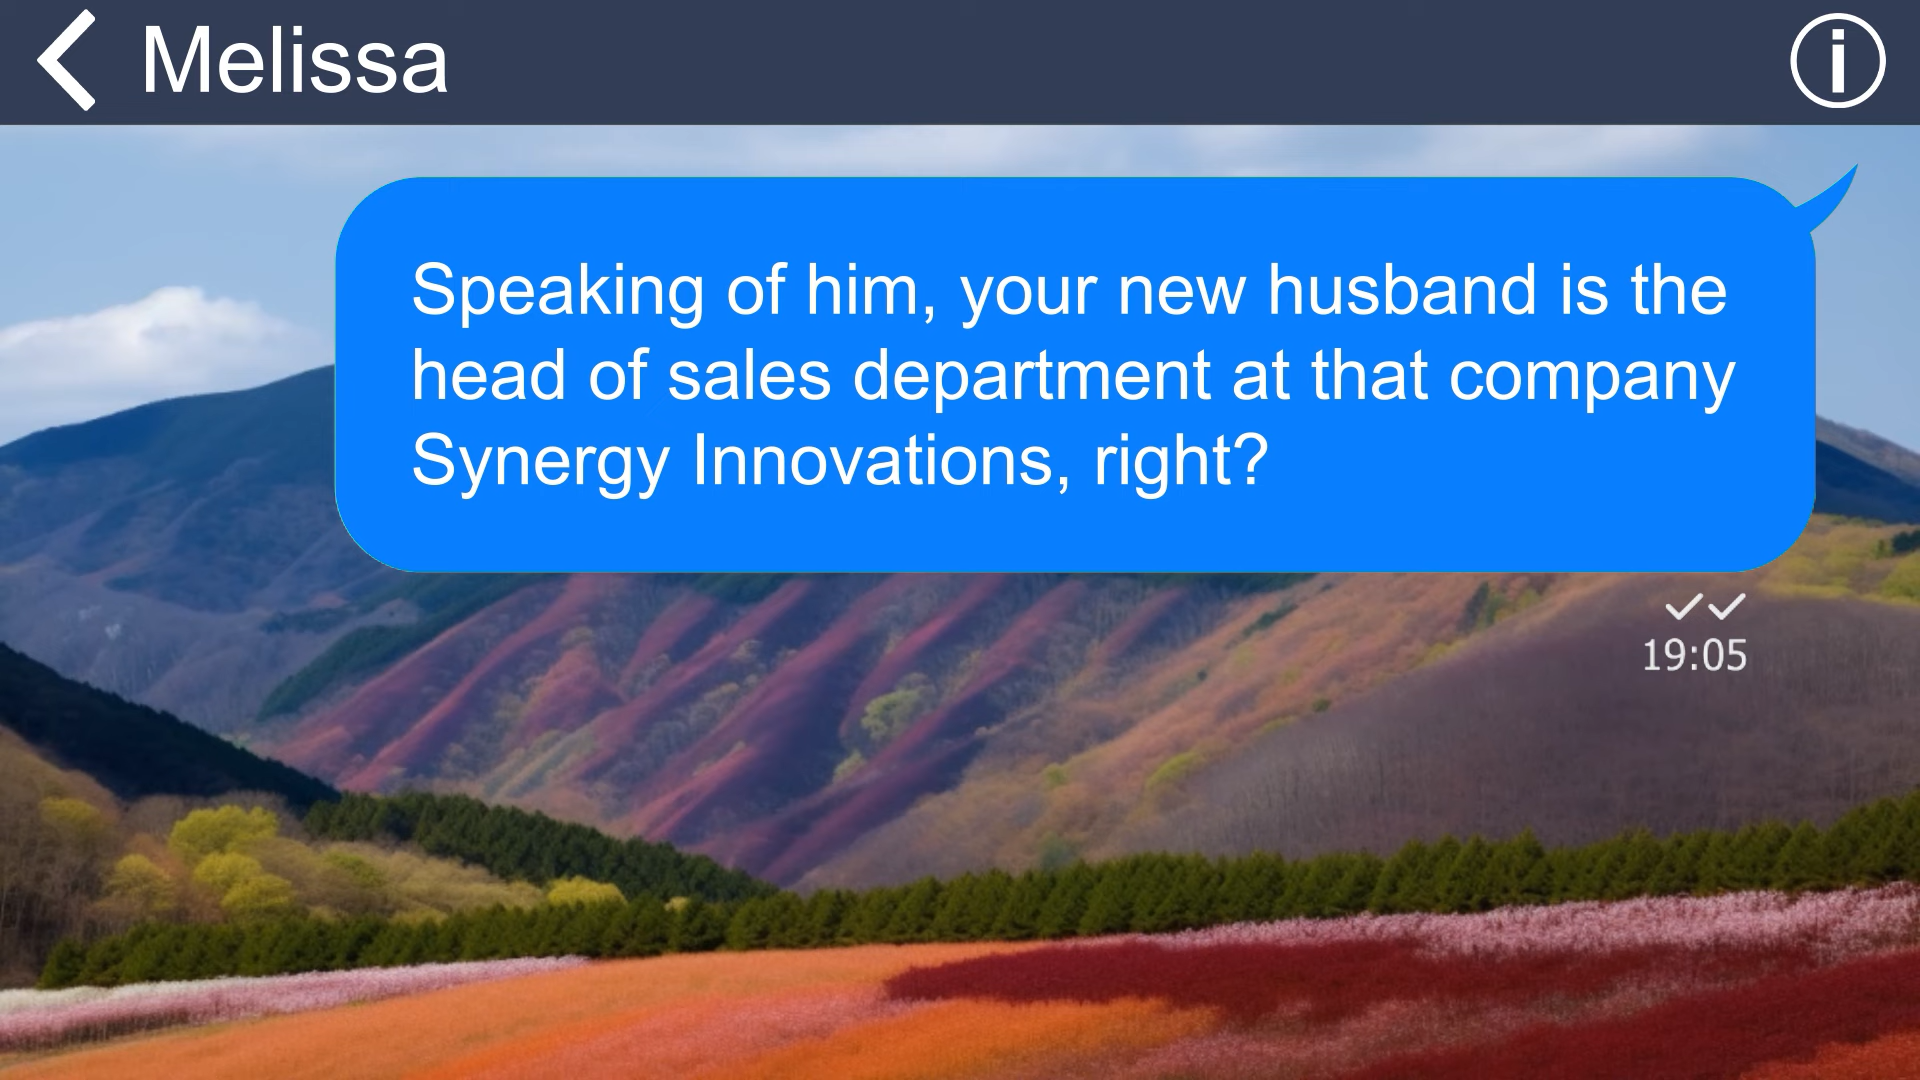 Melissa
Speaking of him, your new husband is the
head of sales department at that company
Synergy Innovations, right?
19:05